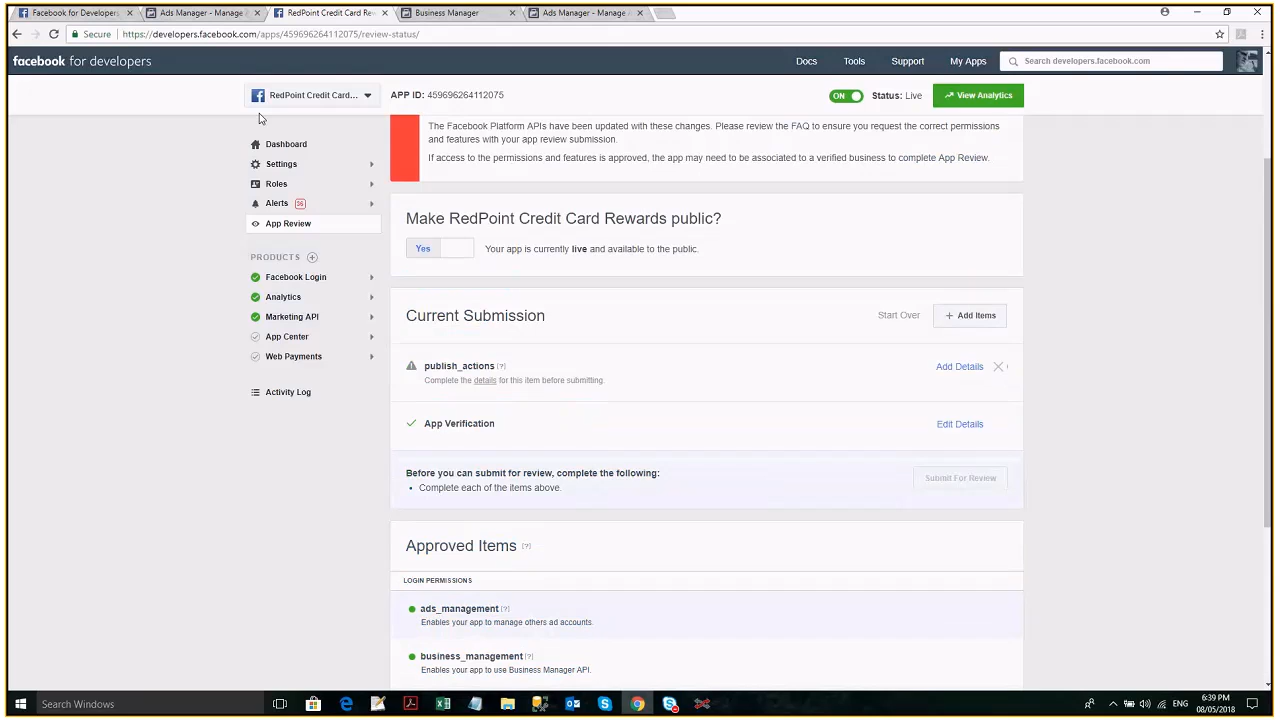 Facebook for Developers
Ads Manager - Manage
RedPoint Credit Card Re
Business Manager
Ads Manager - Manage
Secure
https://developers.facebook.com/apps/459696264112075/review-status/
facebook for developers
Docs
Tools
Support
My Apps
Search developers.facebook.com
RedPoint Credit Card...
APP ID: 459696264112075
ON
Status: Live
View Analytics
The Facebook Platform APIs have been updated with these changes. Please review the FAQ to ensure you request the correct permissions
and features with your app review submission.
If access to the permissions and features is approved, the app may need to be associated to a verified business to complete App Review.
Dashboard
Settings
Roles
Alerts
App Review
PRODUCTS
Facebook Login
Analytics
Marketing API
App Center
Web Payments
Activity Log
Make RedPoint Credit Card Rewards public?
Yes
Your app is currently live and available to the public.
Current Submission
Start Over
+ Add Items
publish_actions [?]
Complete the details for this item before submitting.
Add Details
App Verification
Edit Details
Before you can submit for review, complete the following:
• Complete each of the items above.
Submit For Review
Approved Items [?]
LOGIN PERMISSIONS
ads_management [?]
Enables your app to manage others ad accounts.
business_management [?]
Enables your app to use Business Manager API.
Search Windows
ENG
6:39 PM
08/05/2018